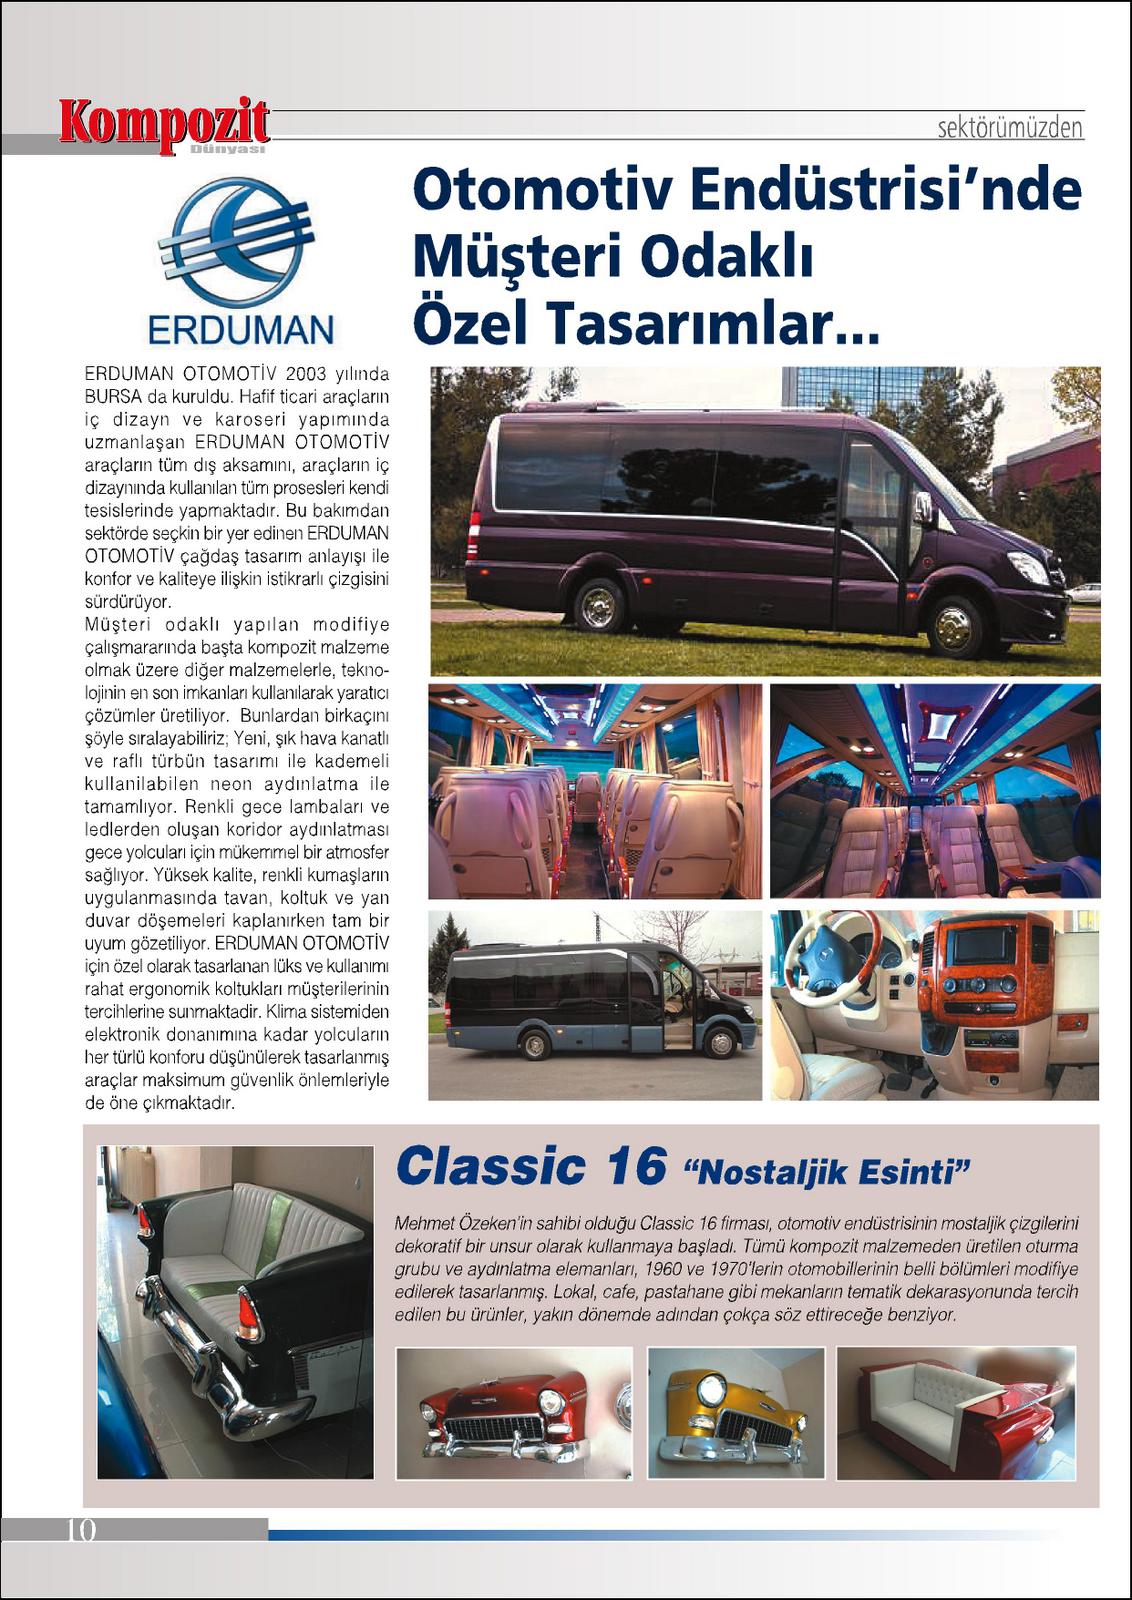 Kompozit
Dünyası
sektörümüzden
ERDUMAN
Otomotiv Endüstrisi'nde
Müşteri Odaklı
Özel Tasarımlar...
ERDUMAN OTOMOTİV 2003 yılında
BURSA da kuruldu. Hafif ticari araçların
iç dizayn ve karoseri yapımında
uzmanlaşan ERDUMAN OTOMOTİV
araçların tüm dış aksamını, araçların iç
dizaynında kullanılan tüm prosesleri kendi
tesislerinde yapmaktadır. Bu bakımdan
sektörde seçkin bir yer edinen ERDUMAN
OTOMOTİV çağdaş tasarım anlayışı ile
konfor ve kaliteye ilişkin istikrarlı çizgisini
sürdürüyor.
Müşteri odaklı yapılan modifiye
çalışmararında başta kompozit malzeme
olmak üzere diğer malzemelerle, tekno-
lojinin en son imkanları kullanılarak yaratıcı
çözümler üretiliyor. Bunlardan birkaçını
şöyle sıralayabiliriz; Yeni, şık hava kanatlı
ve raflı türbün tasarımı ile kademeli
kullanilabilen neon aydınlatma ile
tamamlıyor. Renkli gece lambaları ve
ledlerden oluşan koridor aydınlatması
gece yolcuları için mükemmel bir atmosfer
sağlıyor. Yüksek kalite, renkli kumaşların
uygulanmasında tavan, koltuk ve yan
duvar döşemeleri kaplanırken tam bir
uyum gözetiliyor. ERDUMAN OTOMOTİV
için özel olarak tasarlanan lüks ve kullanımı
rahat ergonomik koltukları müşterilerinin
tercihlerine sunmaktadir. Klima sistemiden
elektronik donanımına kadar yolcuların
her türlü konforu düşünülerek tasarlanmış
araçlar maksimum güvenlik önlemleriyle
de öne çıkmaktadır.
Classic 16 “Nostaljik Esinti”
Mehmet Özeken'in sahibi olduğu Classic 16 firması, otomotiv endüstrisinin mostaljik çizgilerini
dekoratif bir unsur olarak kullanmaya başladı. Tümü kompozit malzemeden üretilen oturma
grubu ve aydınlatma elemanları, 1960 ve 1970'lerin otomobillerinin belli bölümleri modifiye
edilerek tasarlanmış. Lokal, cafe, pastahane gibi mekanların tematik dekarasyonunda tercih
edilen bu ürünler, yakın dönemde adından çokça söz ettireceğe benziyor.
10